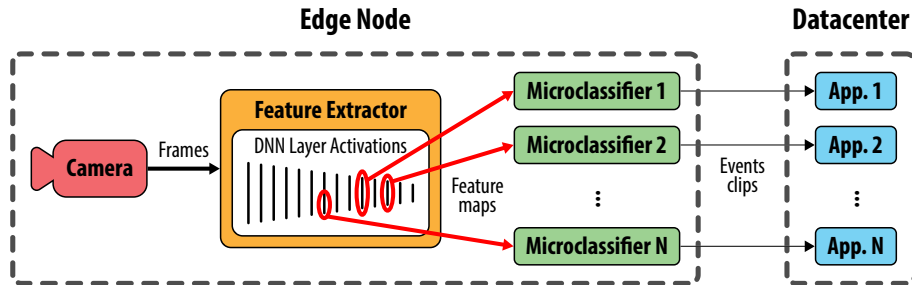 Edge Node
Datacenter
Camera
Frames
Feature Extractor
DNN Layer Activations
Feature
maps
Microclassifier 1
Microclassifier 2
⋮
Microclassifier N
Events
clips
App. 1
App. 2
⋮
App. N